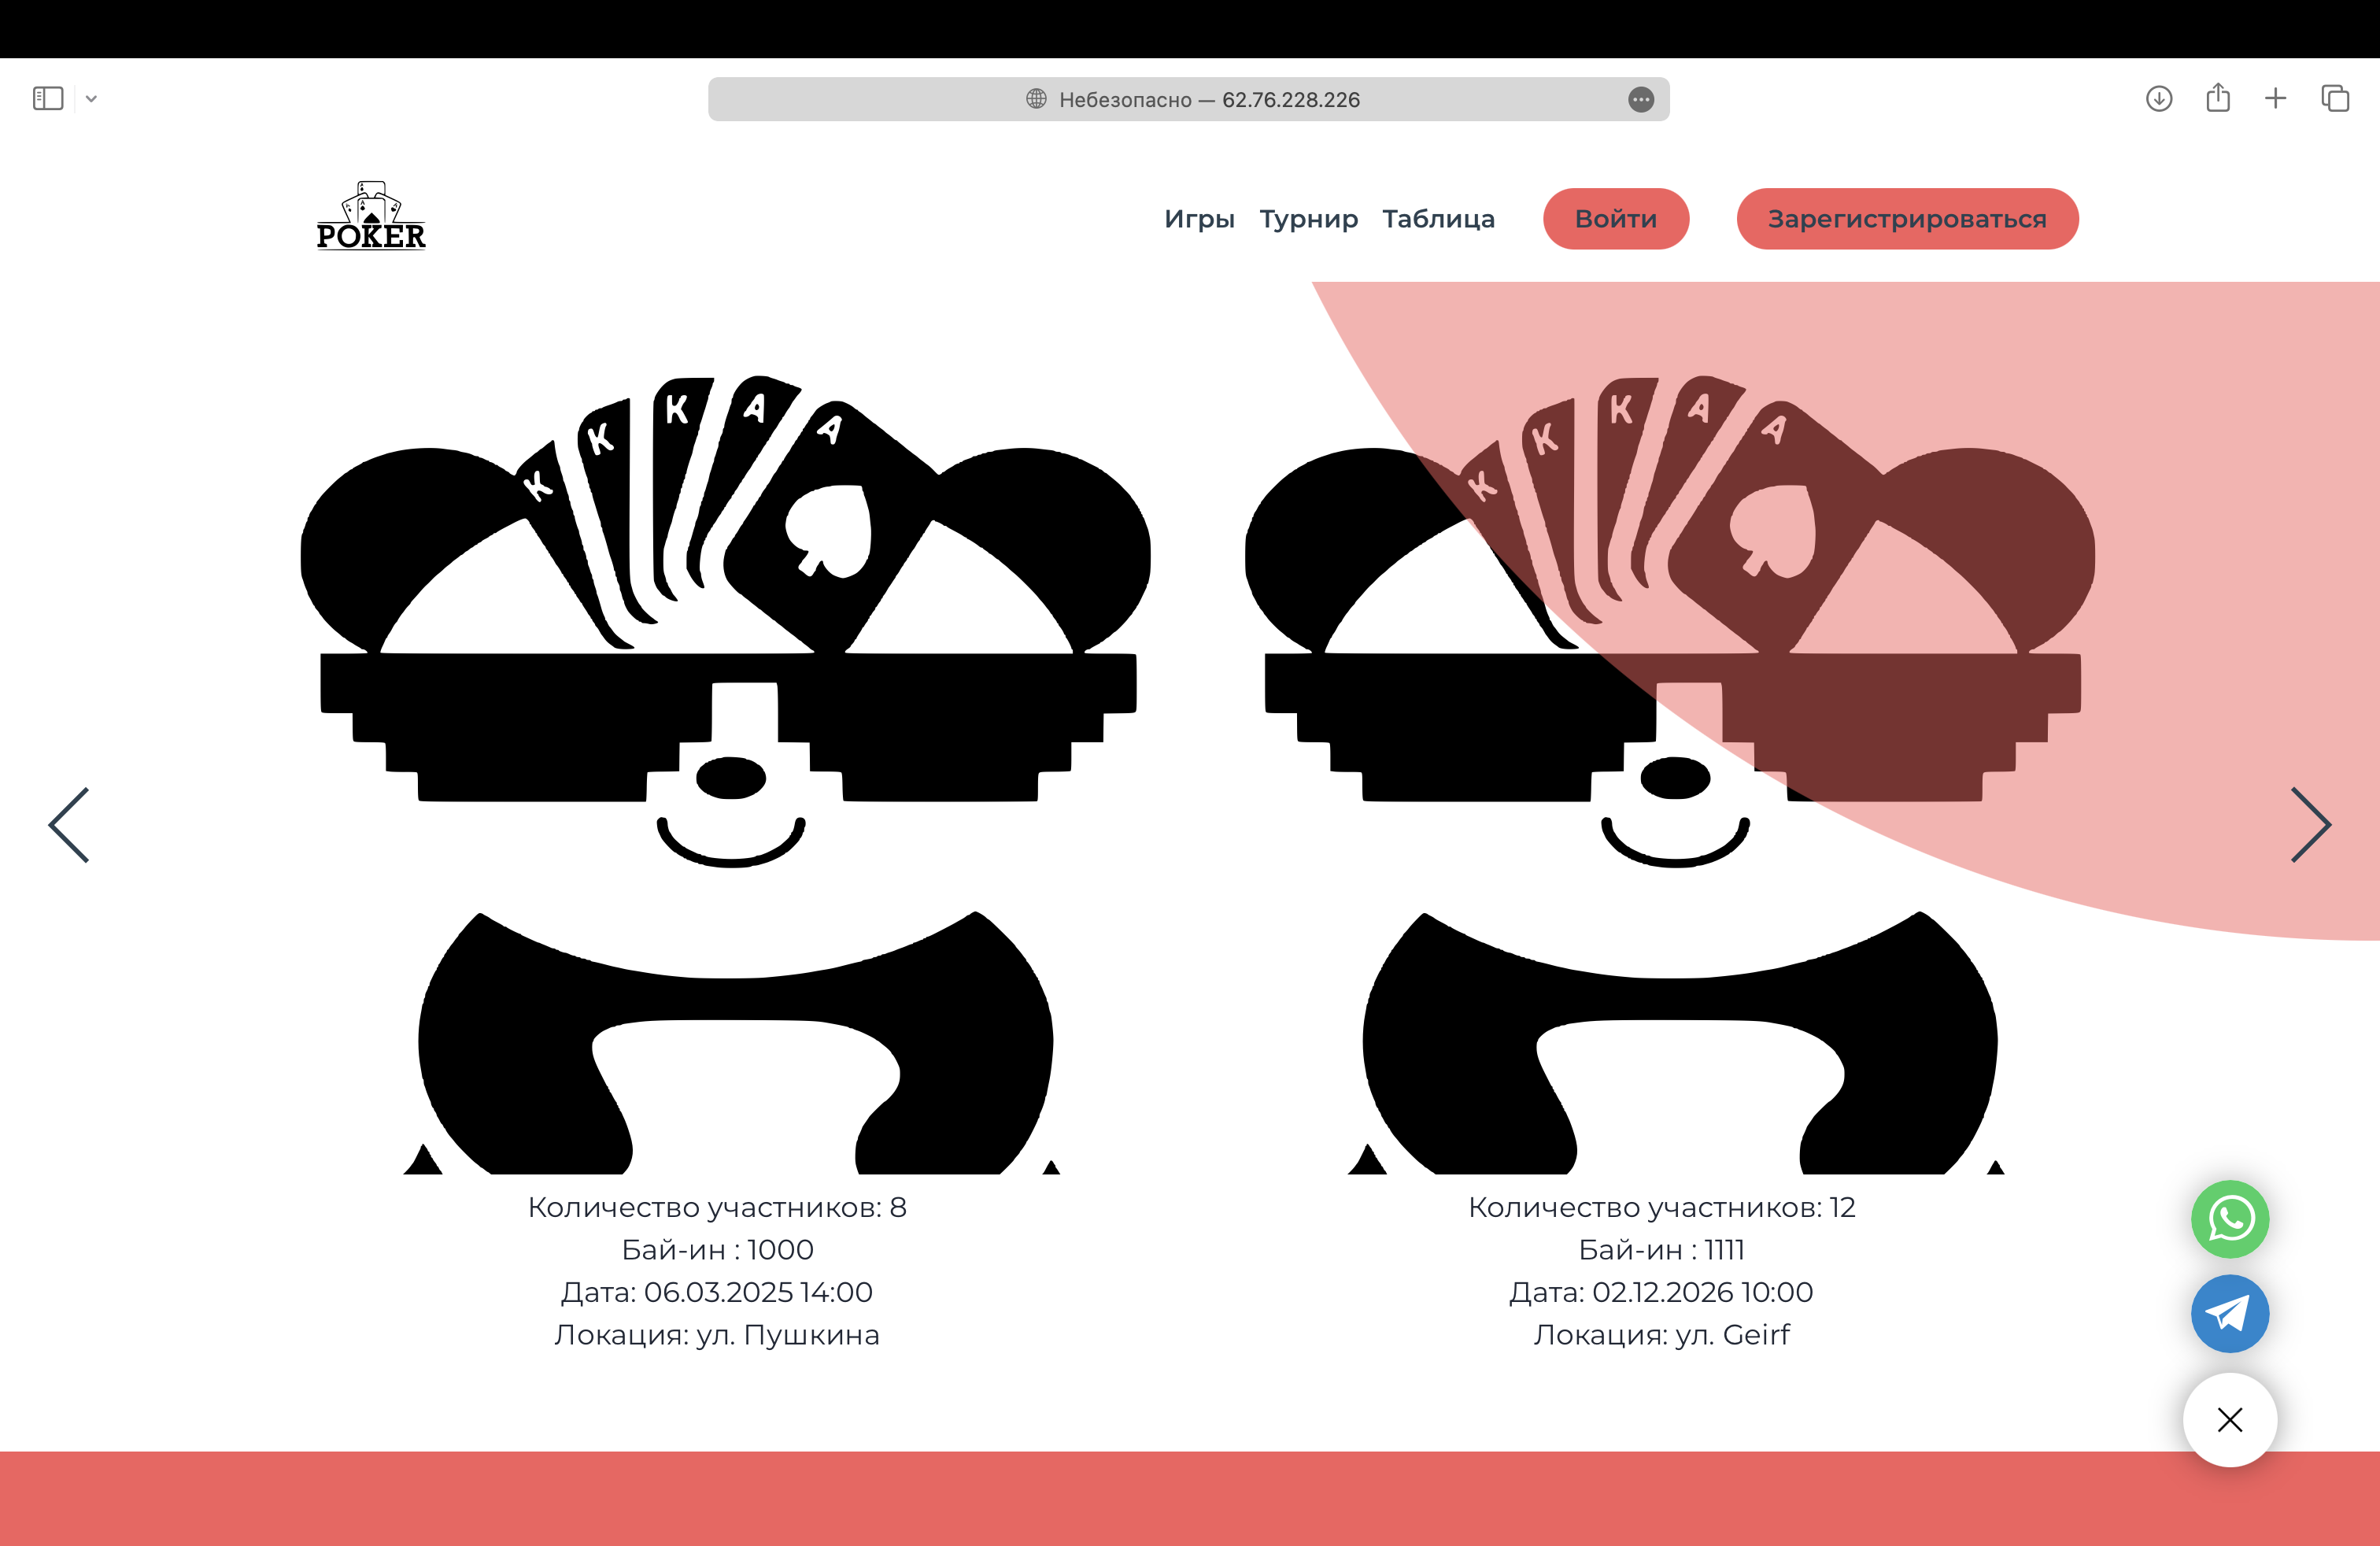 Небезопасно — 62.76.228.226
POKER
Игры Турнир Таблица Войти Зарегистрироваться
K K K A A
K K K A A
Количество участников: 8
Бай-ин : 1000
Дата: 06.03.2025 14:00
Локация: ул. Пушкина
Количество участников: 12
Бай-ин : 1111
Дата: 02.12.2026 10:00
Локация: ул. Geirf